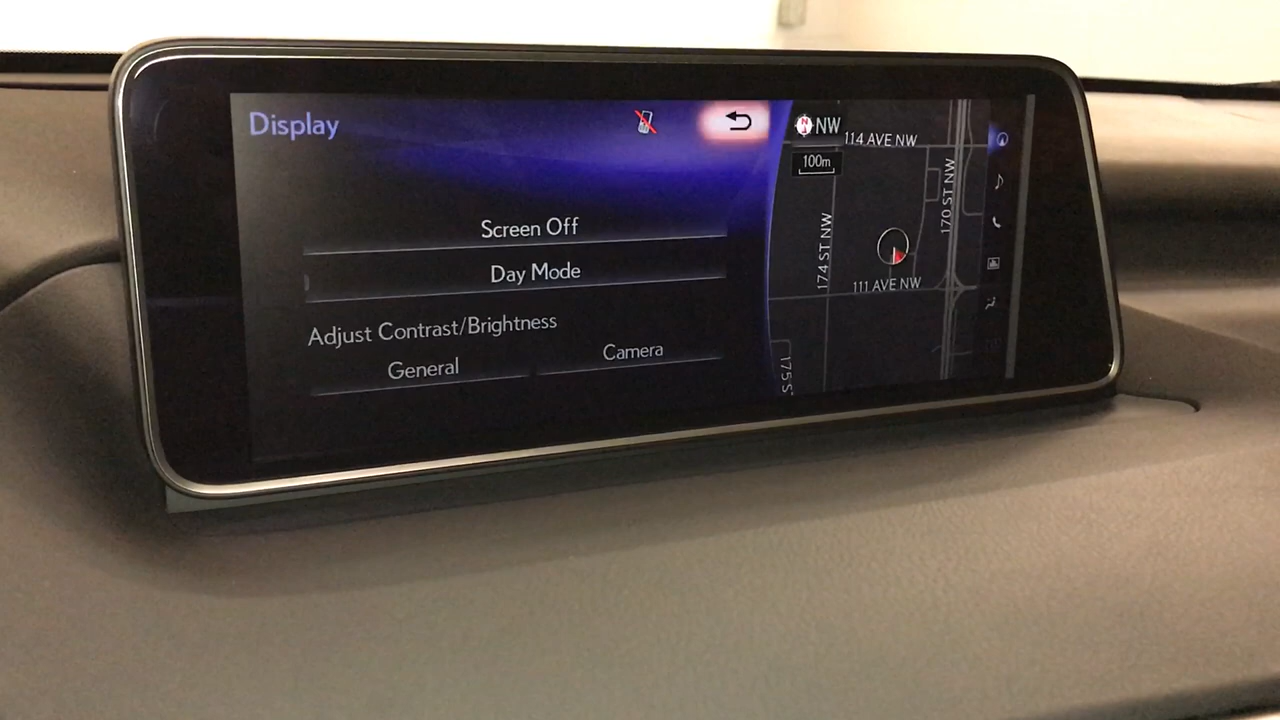 Display
Screen Off
Day Mode
Adjust Contrast/Brightness
General
Camera
N
NW
100m
114 AVE NW
170 ST NW
174 ST NW
111 AVE NW
175 S